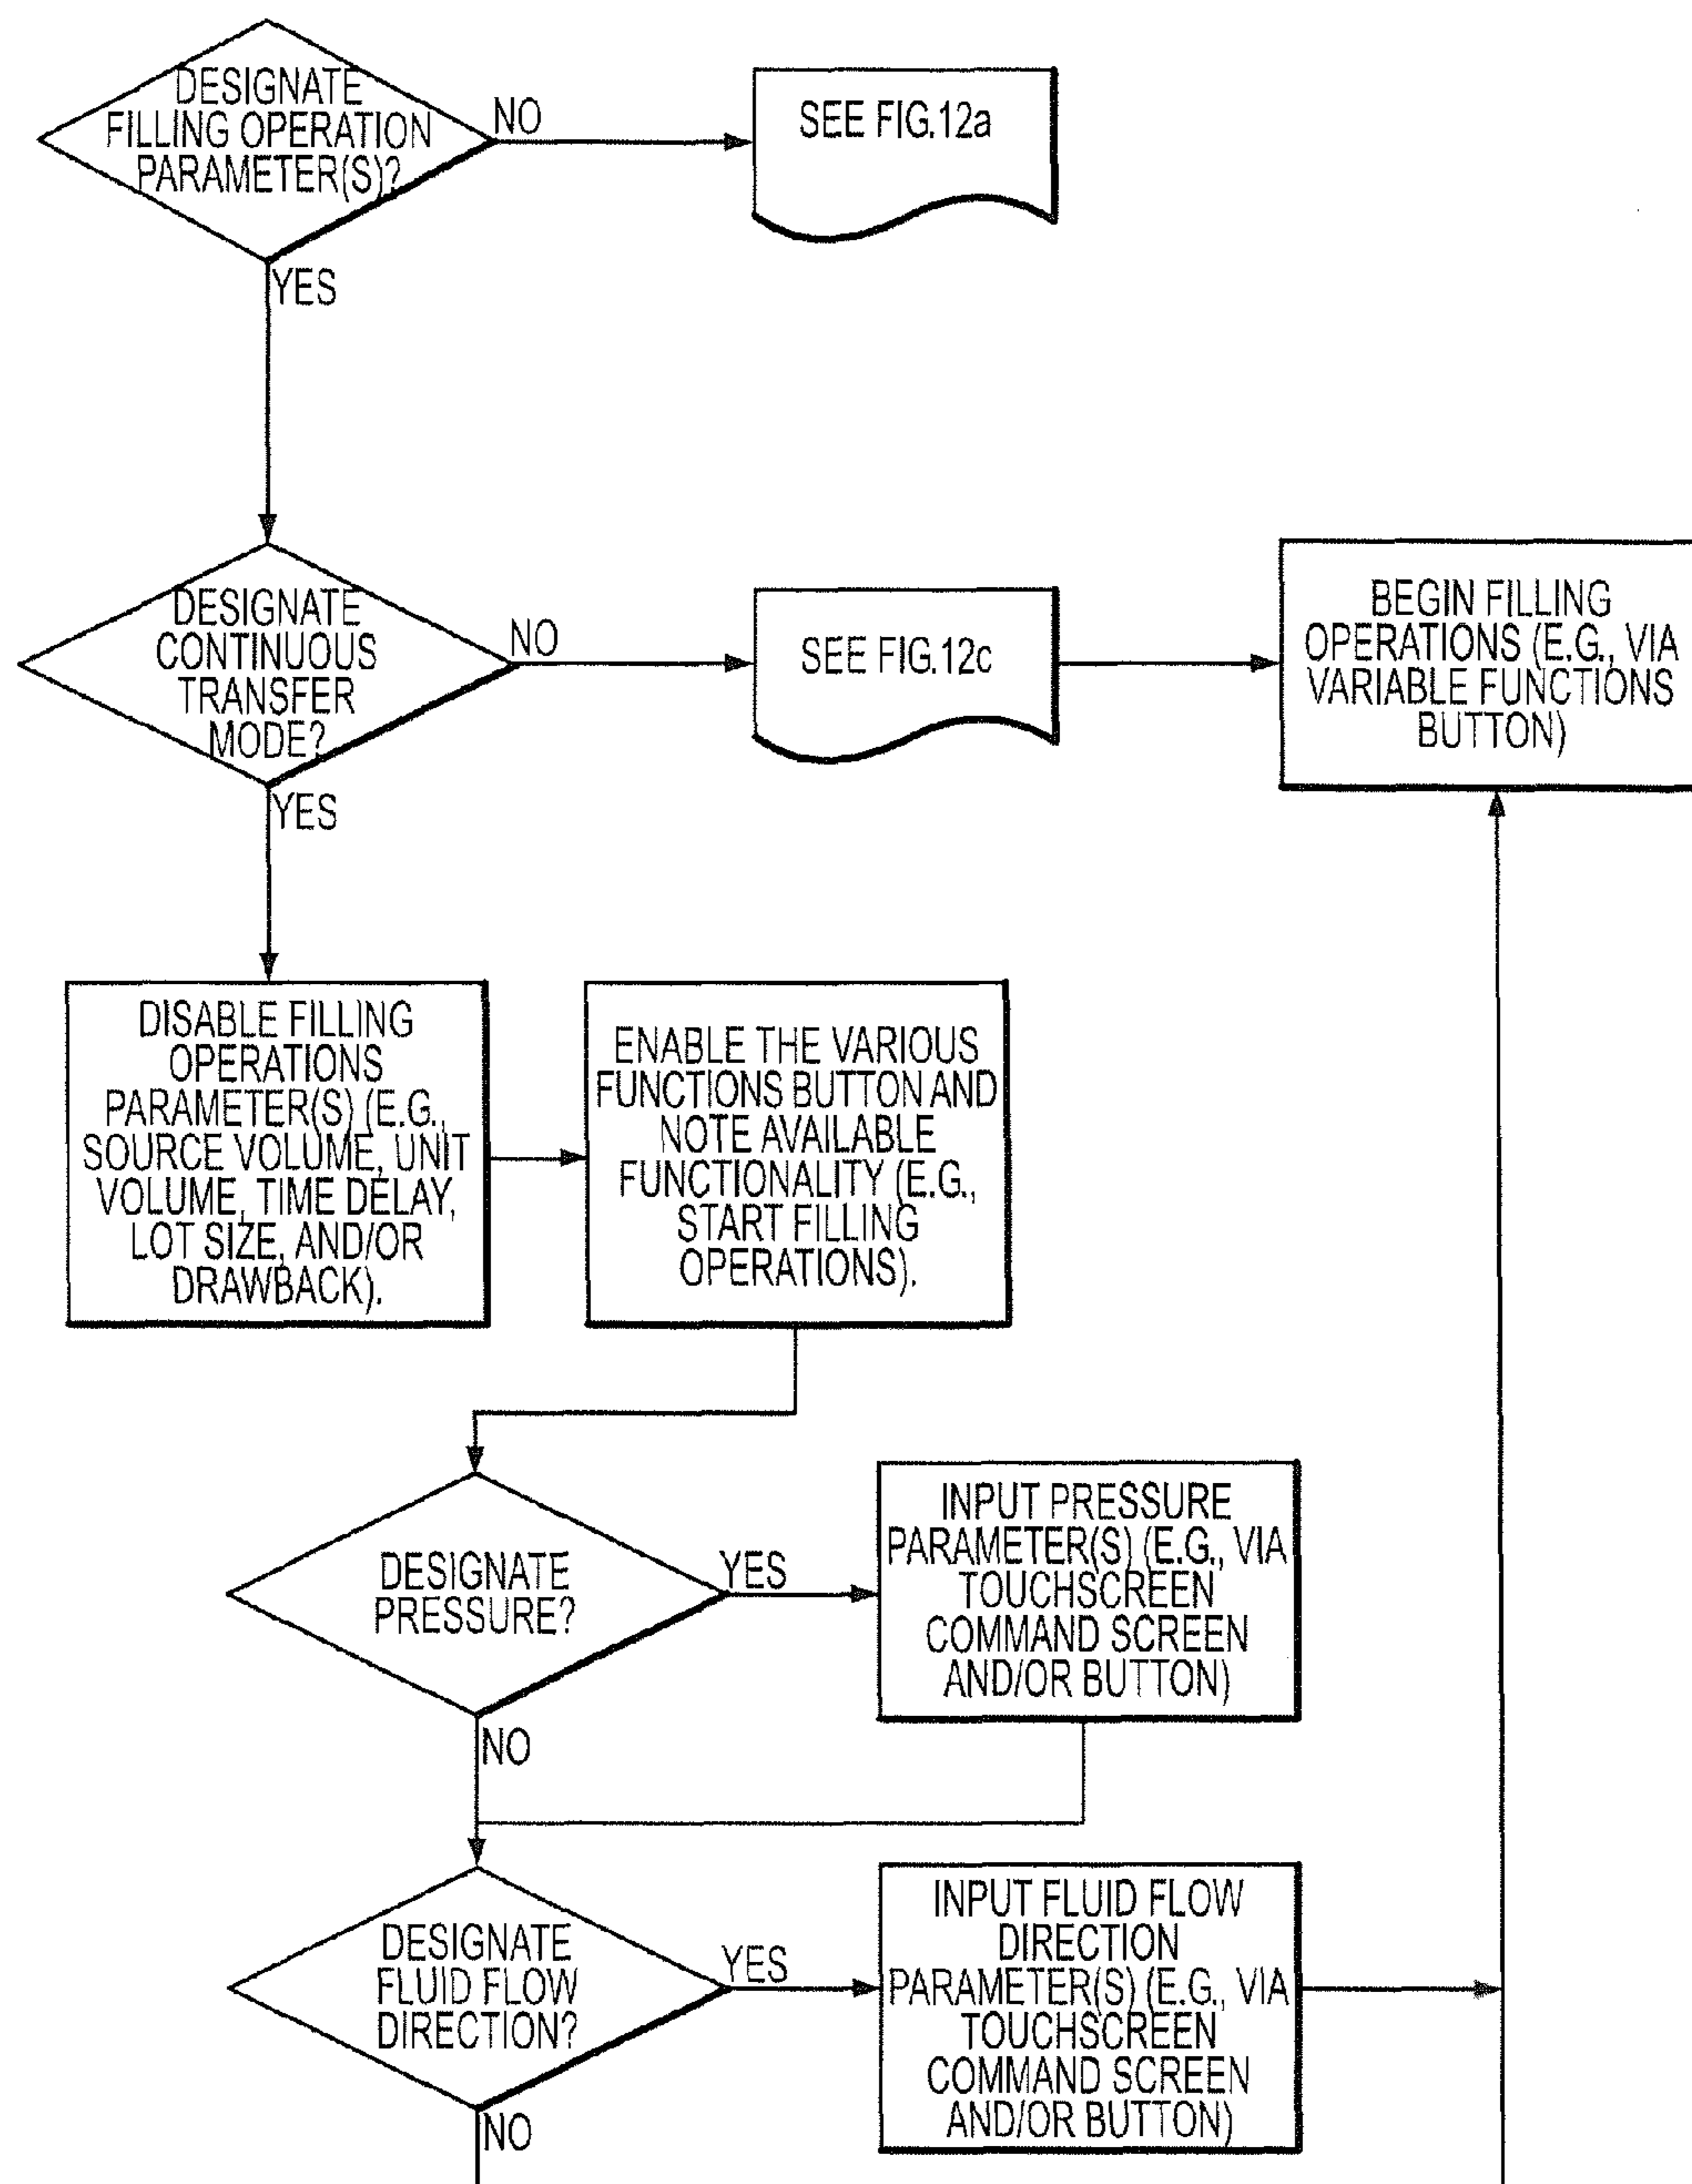 DESIGNATE
FILLING OPERATION
PARAMETER(S)?
NO
SEE FIG.12a
YES
DESIGNATE
CONTINUOUS
TRANSFER
MODE?
NO
SEE FIG.12c
BEGIN FILLING
OPERATIONS (E.G., VIA
VARIABLE FUNCTIONS
BUTTON)
YES
DISABLE FILLING
OPERATIONS
PARAMETER(S) (E.G.,
SOURCE VOLUME, UNIT
VOLUME, TIME DELAY,
LOT SIZE, AND/OR
DRAWBACK).
ENABLE THE VARIOUS
FUNCTIONS BUTTON AND
NOTE AVAILABLE
FUNCTIONALITY (E.G.,
START FILLING
OPERATIONS).
DESIGNATE
PRESSURE?
YES
INPUT PRESSURE
PARAMETER(S) (E.G., VIA
TOUCHSCREEN
COMMAND SCREEN
AND/OR BUTTON)
NO
DESIGNATE
FLUID FLOW
DIRECTION?
YES
INPUT FLUID FLOW
DIRECTION
PARAMETER(S) (E.G., VIA
TOUCHSCREEN
COMMAND SCREEN
AND/OR BUTTON)
NO